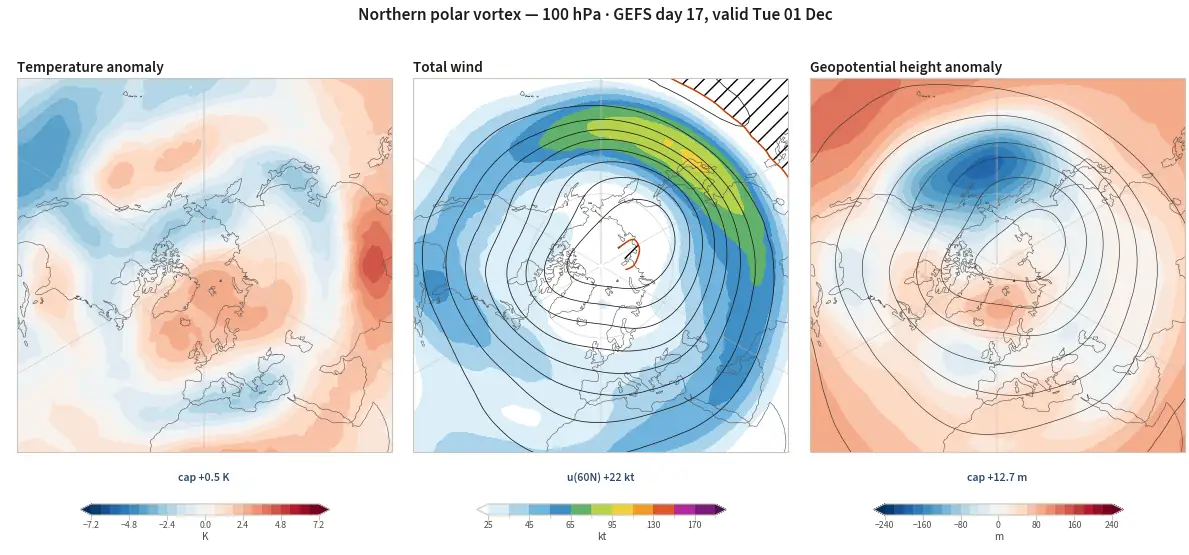 Northern polar vortex — 100 hPa · GEFS day 17, valid Tue 01 Dec
Temperature anomaly
Total wind
Geopotential height anomaly
cap +0.5 K
u(60N) +22 kt
cap +12.7 m
−7.2 −4.8 −2.4 0.0 2.4 4.8 7.2
K
25 45 65 95 130 170
kt
−240 −160 −80 0 80 160 240
m